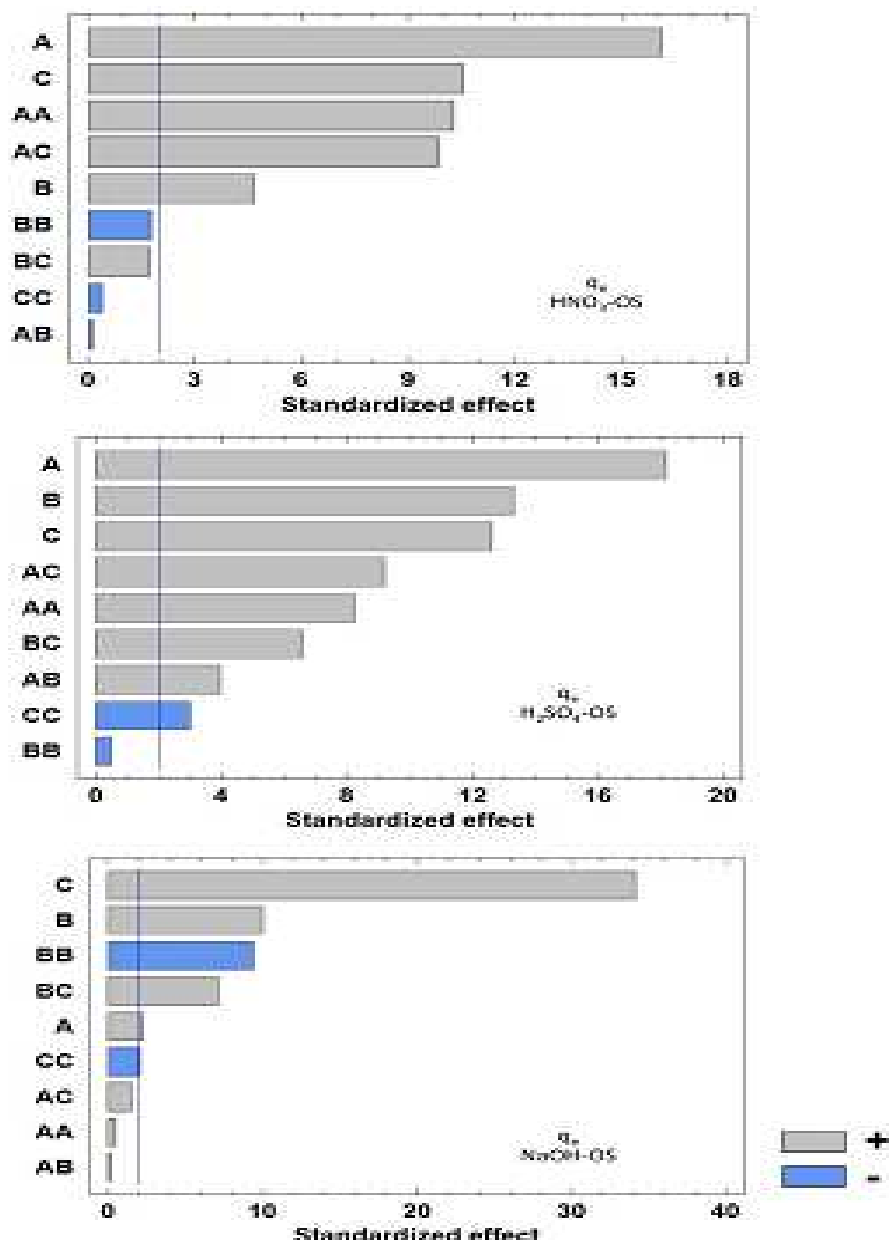 A
C
AA
AC
B
BB
BC
CC
AB
qₑ
HNO₃-OS
0 3 6 9 12 15 18
Standardized effect
A
B
C
AC
AA
BC
AB
CC
BB
qₑ
H₂SO₄-OS
0 4 8 12 16 20
Standardized effect
C
B
BB
BC
A
CC
AC
AA
AB
qₑ
NaOH-OS
+
-
0 10 20 30 40
Standardized effect